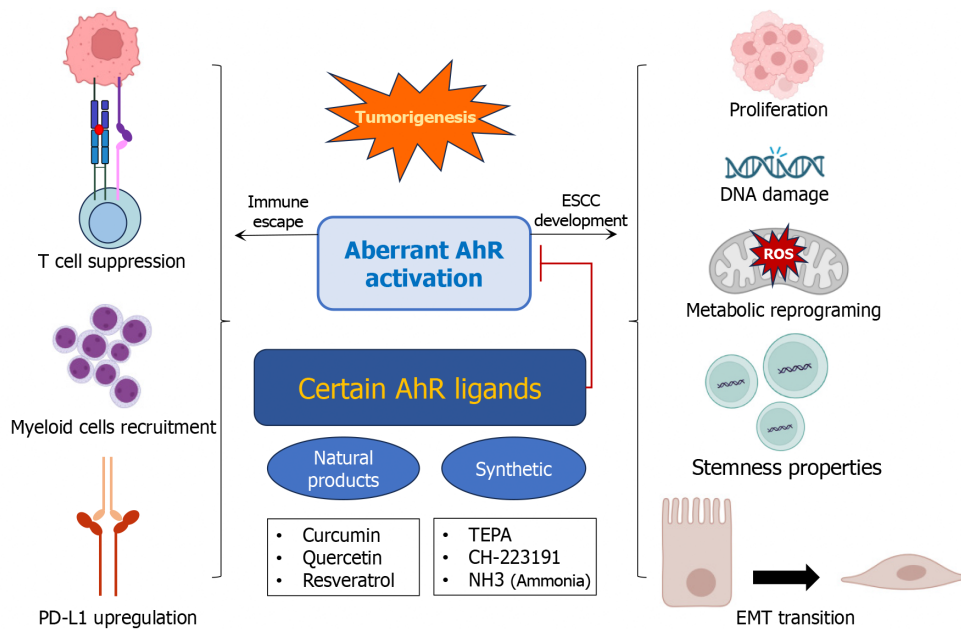 T cell suppression
Myeloid cells recruitment
PD-L1 upregulation
Tumorigenesis
Immune
escape
ESCC
development
Aberrant AhR
activation
Certain AhR ligands
Natural
products
Synthetic
• Curcumin
• Quercetin
• Resveratrol
• TEPA
• CH-223191
• NH3 (Ammonia)
Proliferation
DNA damage
ROS
Metabolic reprograming
Stemness properties
EMT transition